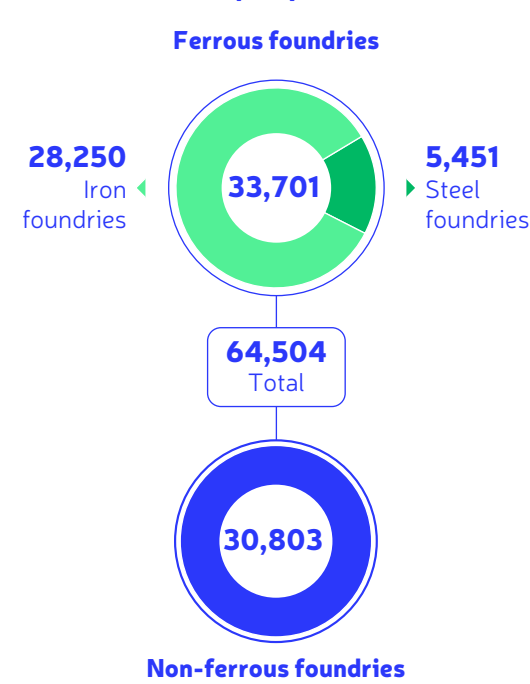 Ferrous foundries
28,250
Iron
foundries
33,701
5,451
Steel
foundries
64,504
Total
30,803
Non-ferrous foundries